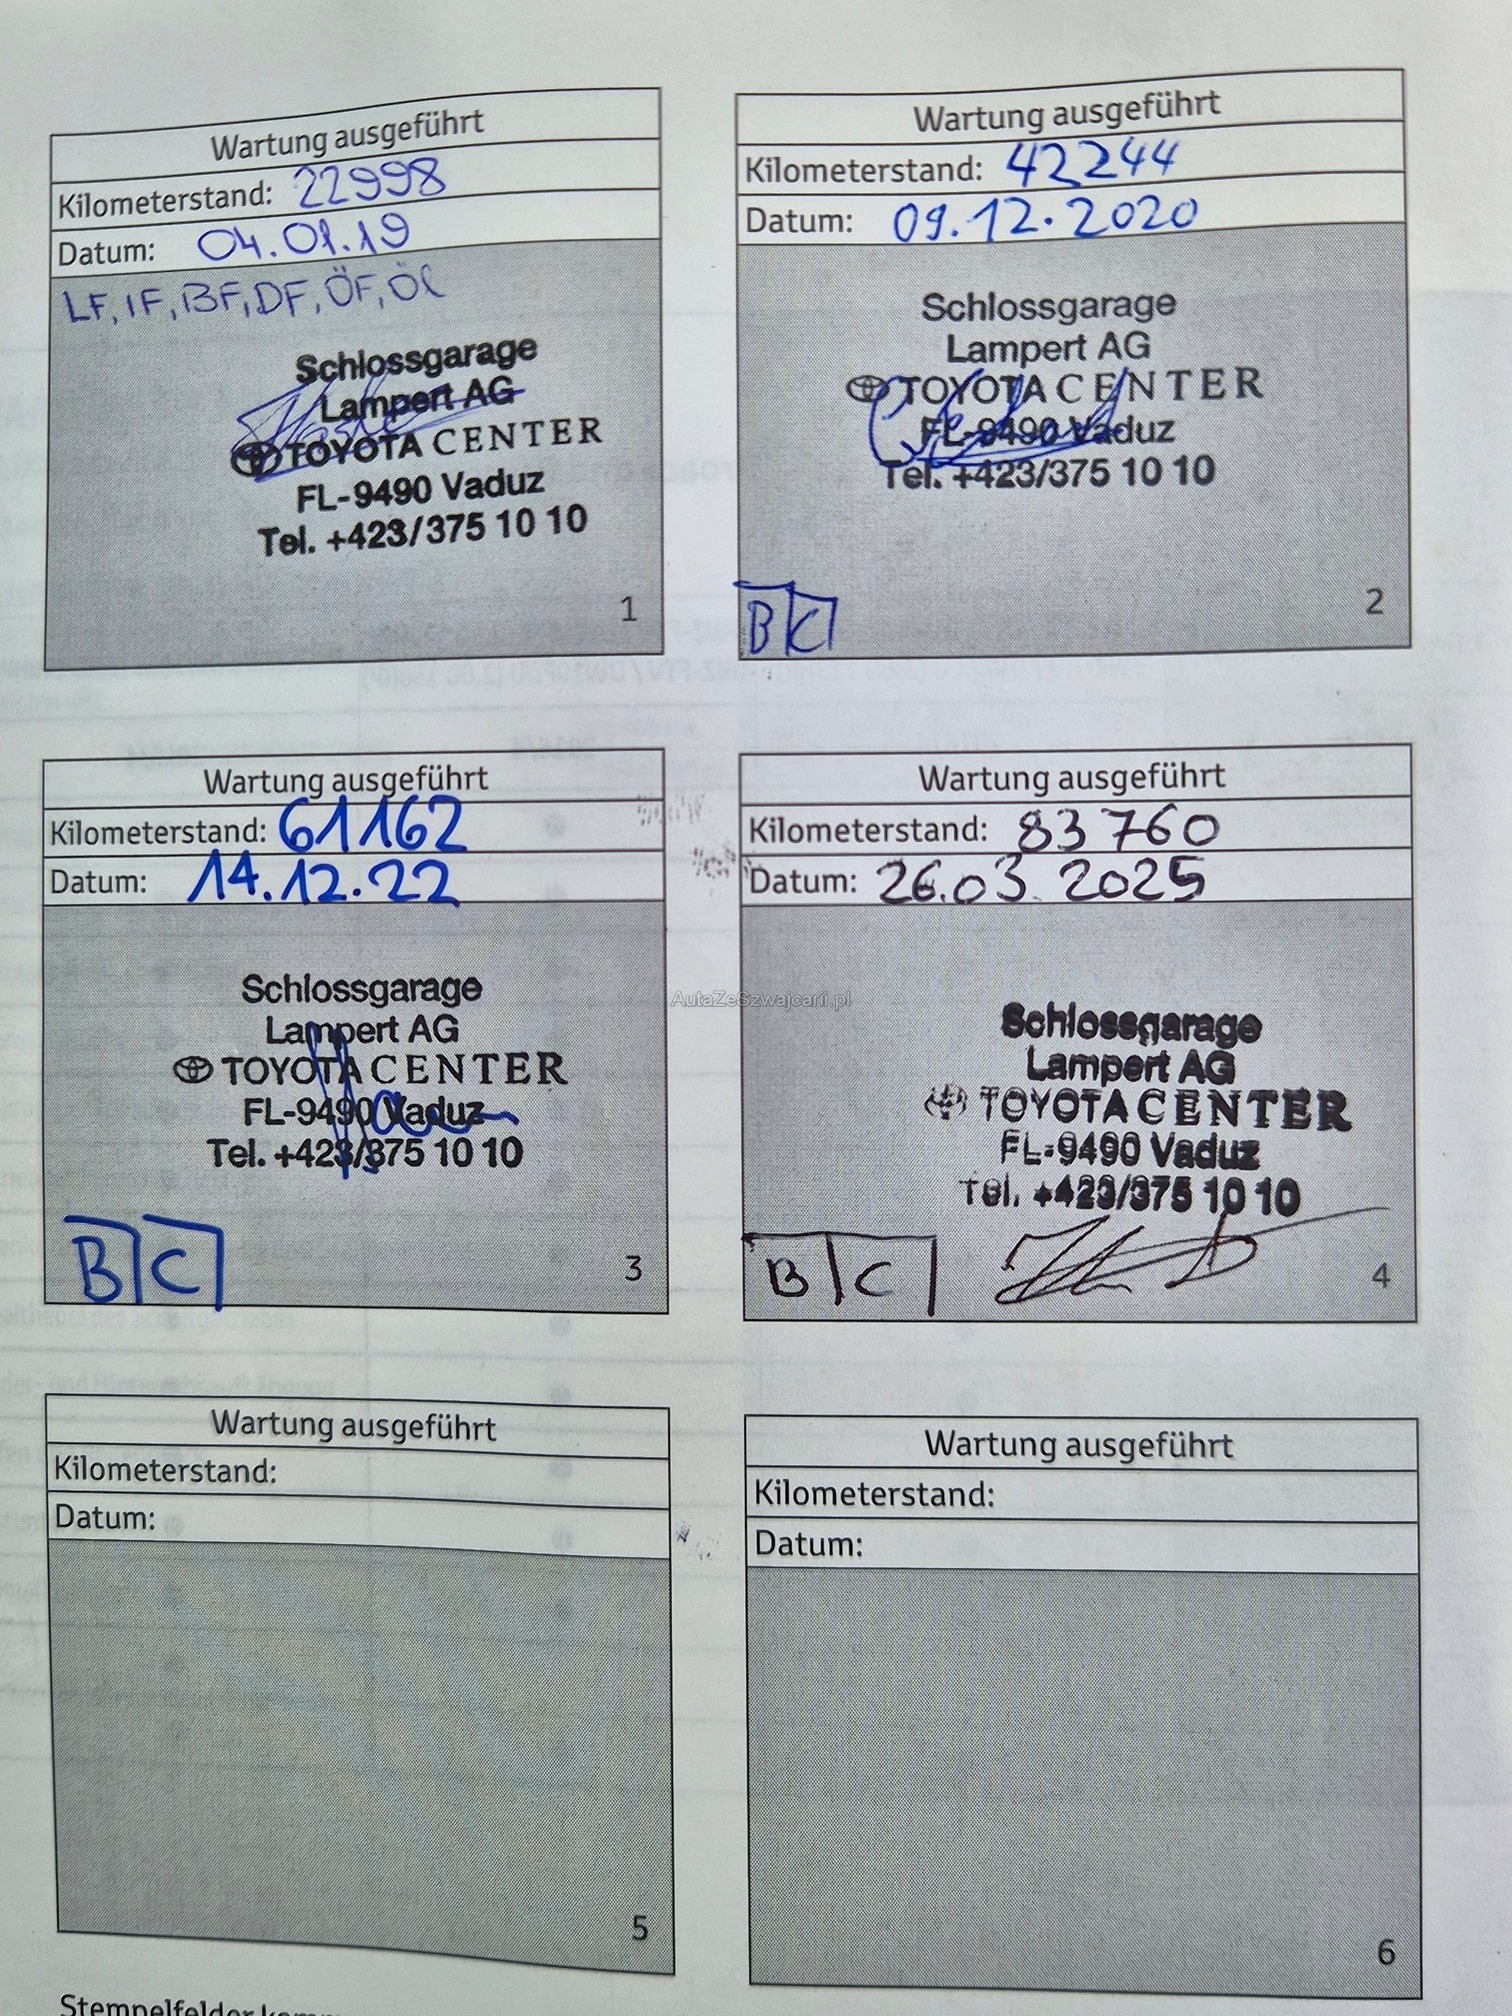 Wartung ausgeführt
Kilometerstand: 22998
Datum: 04.01.19
LF, IF, BF, DF, ÖF, Öl
Schlossgarage
Lampert AG
TOYOTA CENTER
FL-9490 Vaduz
Tel. +423/375 10 10
1
Wartung ausgeführt
Kilometerstand: 42244
Datum: 09.12.2020
Schlossgarage
Lampert AG
TOYOTA CENTER
FL-9490 Vaduz
Tel. +423/375 10 10
B C
2
Wartung ausgeführt
Kilometerstand: 61162
Datum: 14.12.22
Schlossgarage
Lampert AG
TOYOTA CENTER
FL-9490 Vaduz
Tel. +423/375 10 10
B C
3
Wartung ausgeführt
Kilometerstand: 83760
Datum: 26.03.2025
Schlossgarage
Lampert AG
TOYOTA CENTER
FL-9490 Vaduz
Tel. +423/375 10 10
B C
4
AutaZeSzwajcarii.pl
Wartung ausgeführt
Kilometerstand:
Datum:
5
Wartung ausgeführt
Kilometerstand:
Datum:
6
Stempelfelder